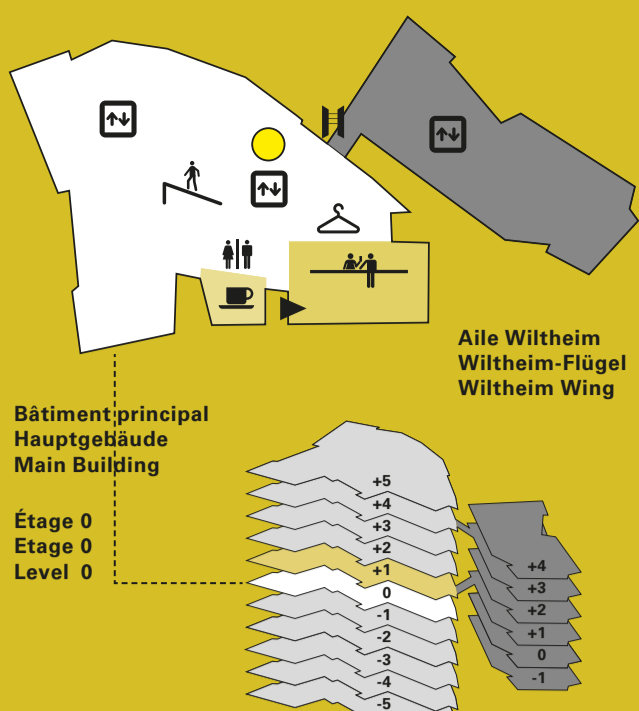 Aile Wiltheim
Wiltheim-Flügel
Wiltheim Wing
Bâtiment principal
Hauptgebäude
Main Building
Étage 0
Etage 0
Level 0
+5
+4
+3
+2
+1
0
-1
-2
-3
-4
-5
+4
+3
+2
+1
0
-1